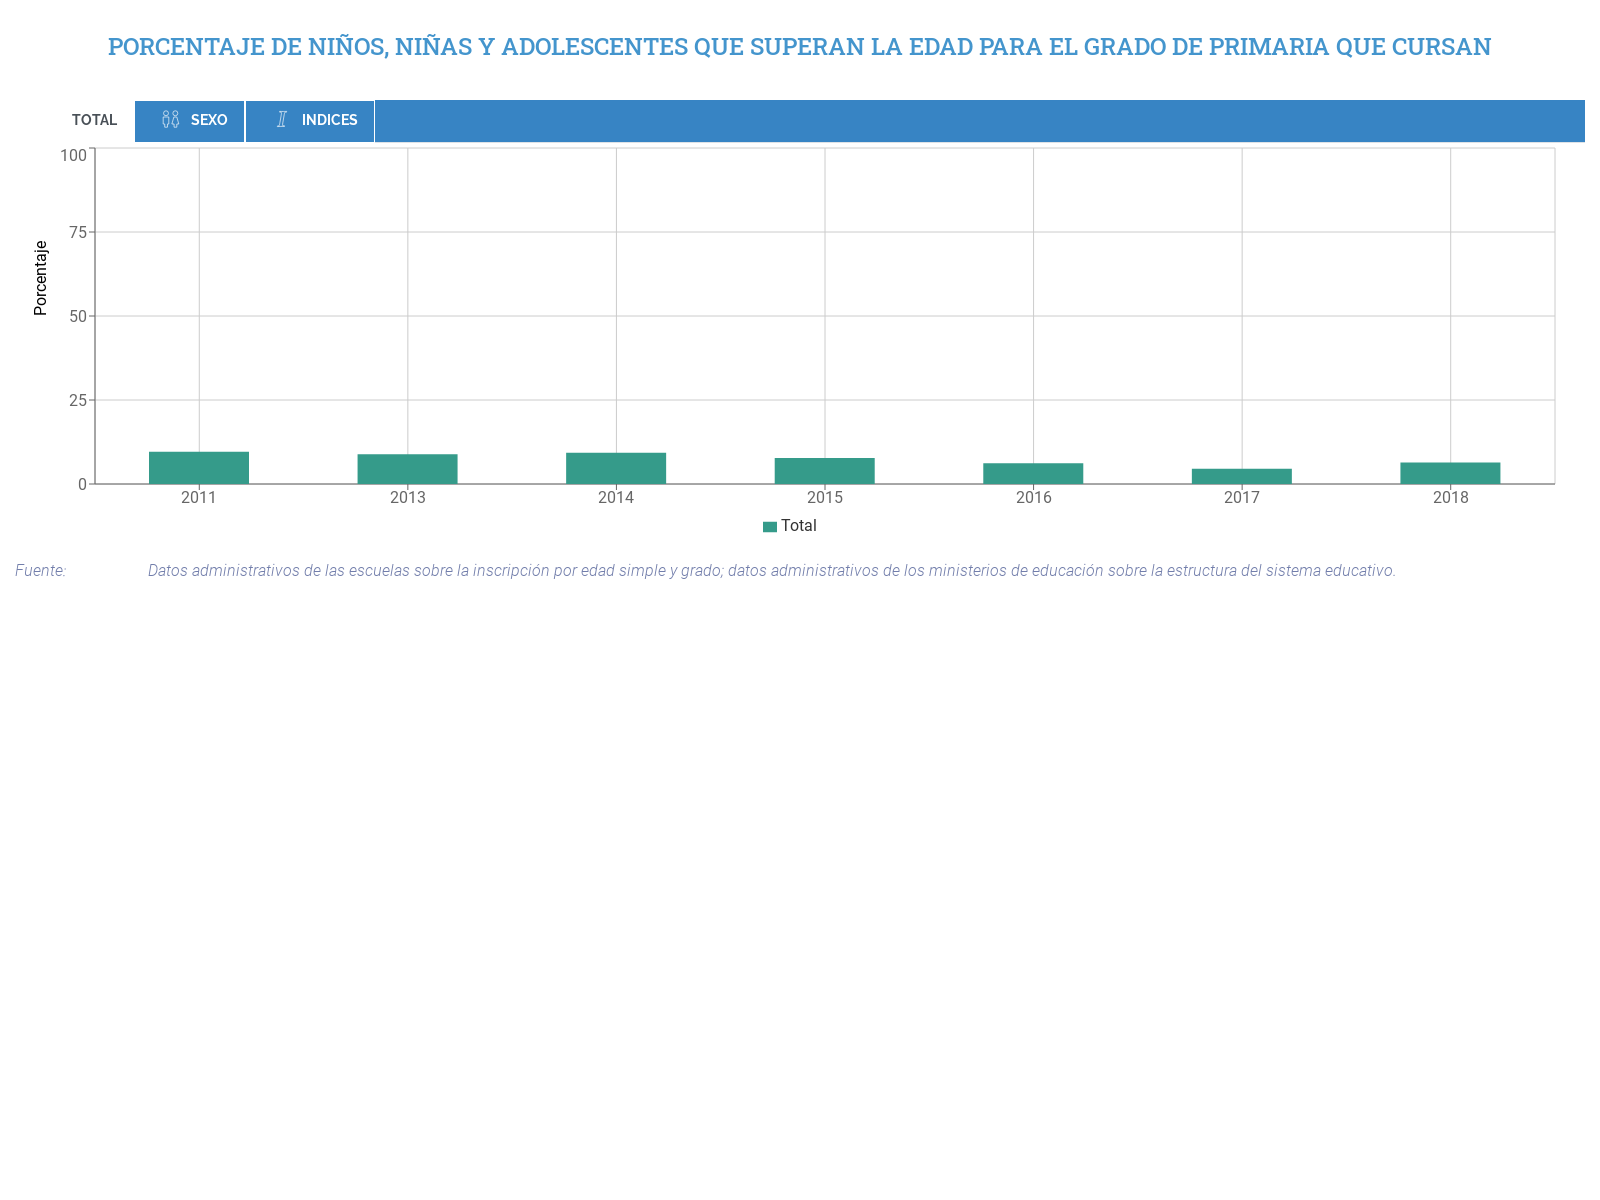 PORCENTAJE DE NIÑOS, NIÑAS Y ADOLESCENTES QUE SUPERAN LA EDAD PARA EL GRADO DE PRIMARIA QUE CURSAN
TOTAL SEXO INDICES
100
75
50
25
0
Porcentaje
2011 2013 2014 2015 2016 2017 2018
Total
Fuente: Datos administrativos de las escuelas sobre la inscripción por edad simple y grado; datos administrativos de los ministerios de educación sobre la estructura del sistema educativo.